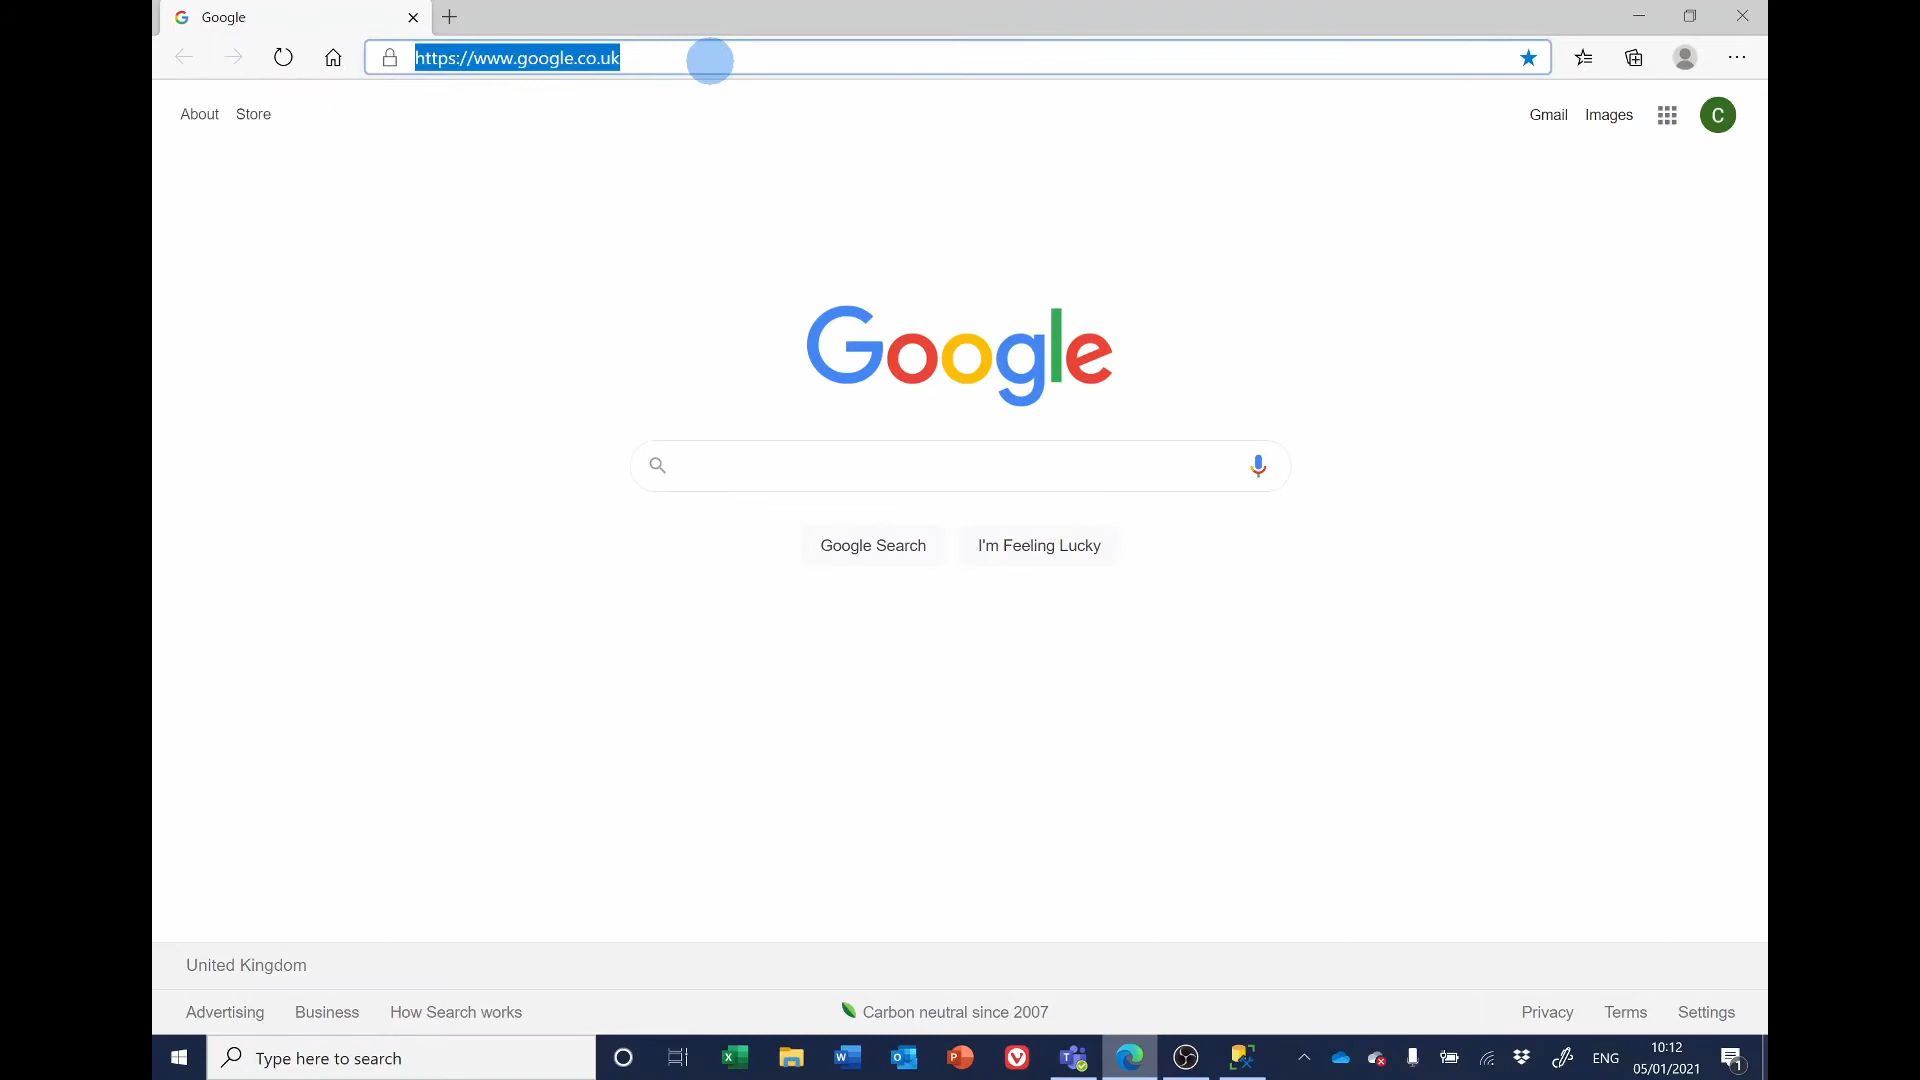 Google
https://www.google.co.uk
About Store
Gmail Images C
Google
Google Search I'm Feeling Lucky
United Kingdom
Advertising Business How Search works
Carbon neutral since 2007
Privacy Terms Settings
Type here to search
ENG
10:12
05/01/2021
1